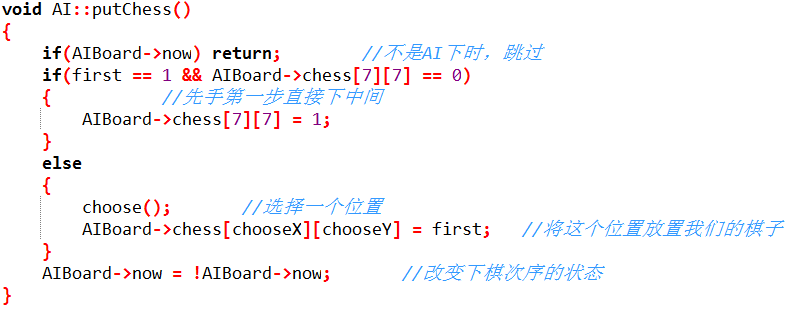 void AI::putChess()
{
    if(AIBoard->now) return;        //不是AI下时，跳过
    if(first == 1 && AIBoard->chess[7][7] == 0)
    {           //先手第一步直接下中间
        AIBoard->chess[7][7] = 1;
    }
    else
    {
        choose();       //选择一个位置
        AIBoard->chess[chooseX][chooseY] = first;   //将这个位置放置我们的棋子
    }
    AIBoard->now = !AIBoard->now;       //改变下棋次序的状态
}